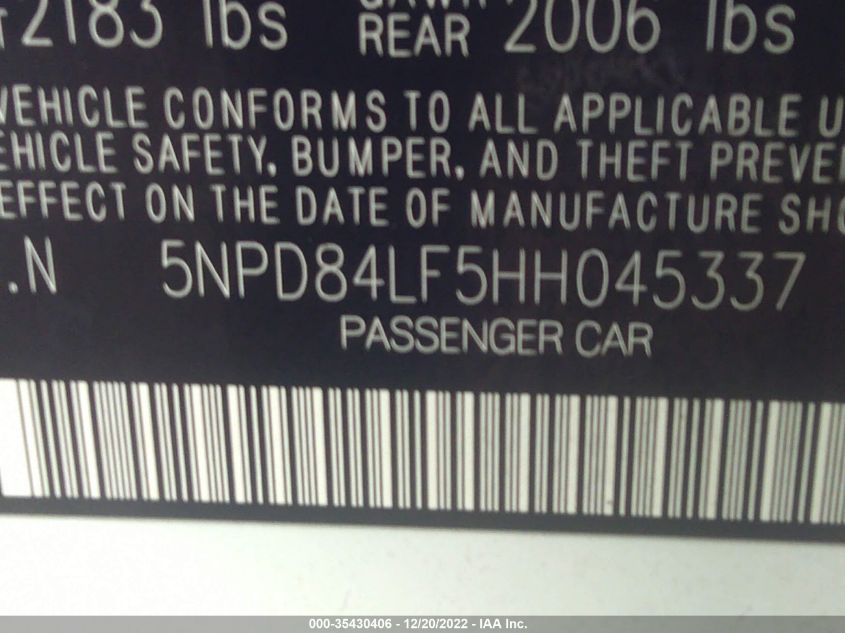 2183 lbs
REAR 2006 lbs
VEHICLE CONFORMS TO ALL APPLICABLE U
EHICLE SAFETY, BUMPER, AND THEFT PREVE
EFFECT ON THE DATE OF MANUFACTURE SHO
.N 5NPD84LF5HH045337
PASSENGER CAR
000-35430406 - 12/20/2022 - IAA Inc.